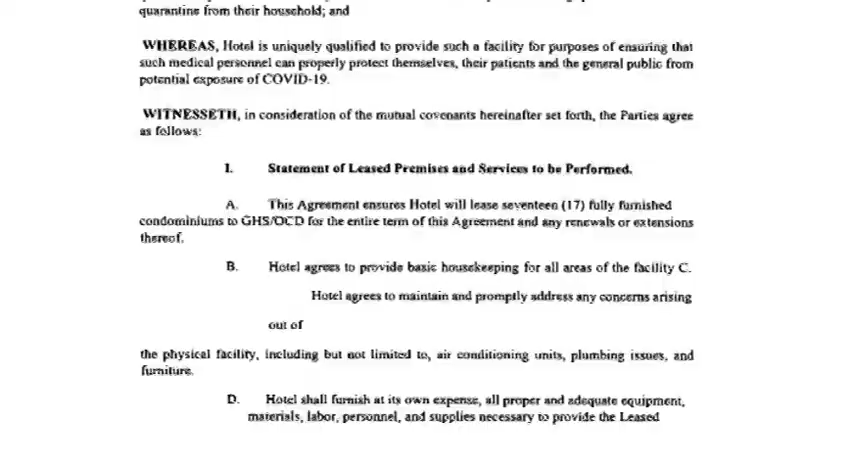 quarantine from their household; and
WHEREAS, Hotel is uniquely qualified to provide such a facility for purposes of ensuring that
such medical personnel can properly protect themselves, their patients and the general public from
potential exposure of COVID-19.
WITNESSETH, in consideration of the mutual covenants hereinafter set forth, the Parties agree
as follows:
I. Statement of Leased Premises and Services to be Performed.
A. This Agreement ensures Hotel will lease seventeen (17) fully furnished
condominiums to GHS/OCD for the entire term of this Agreement and any renewals or extensions
thereof.
B. Hotel agrees to provide basic housekeeping for all areas of the facility C.
Hotel agrees to maintain and promptly address any concerns arising
out of
the physical facility, including but not limited to, air conditioning units, plumbing issues, and
furniture.
D. Hotel shall furnish at its own expense, all proper and adequate equipment,
materials, labor, personnel, and supplies necessary to provide the Leased